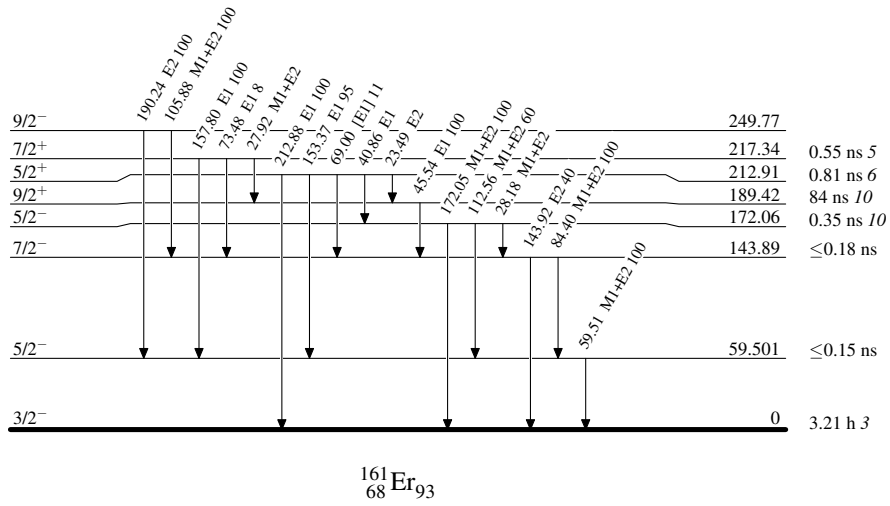 190.24 E2 100
105.88 M1+E2 100
157.80 E1 100
73.48 E1 8
27.92 M1+E2
212.88 E1 100
153.37 E1 95
69.00 [E1] 11
40.86 E1
23.49 E2
45.54 E1 100
172.05 M1+E2 100
112.56 M1+E2 60
28.18 M1+E2
143.92 E2 40
84.40 M1+E2 100
59.51 M1+E2 100
9/2⁻ 249.77
7/2⁺ 217.34 0.55 ns 5
5/2⁺ 212.91 0.81 ns 6
9/2⁺ 189.42 84 ns 10
5/2⁻ 172.06 0.35 ns 10
7/2⁻ 143.89 ≤0.18 ns
5/2⁻ 59.501 ≤0.15 ns
3/2⁻ 0 3.21 h 3
¹⁶¹₆₈Er₉₃